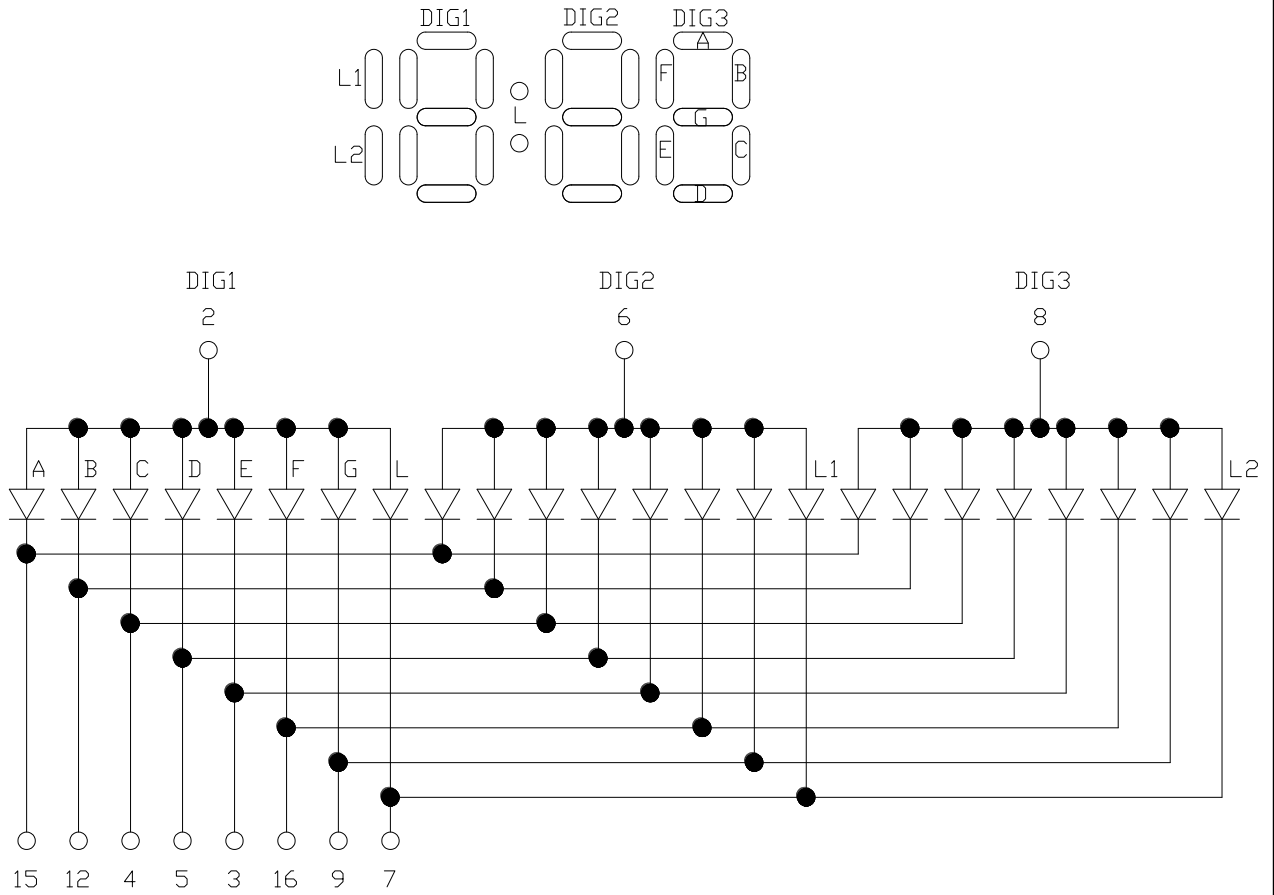 DIG1 DIG2 DIG3
A
L1 F B
L G
L2 E C
D
DIG1 DIG2 DIG3
2 6 8
A B C D E F G L L1 L2
15 12 4 5 3 16 9 7